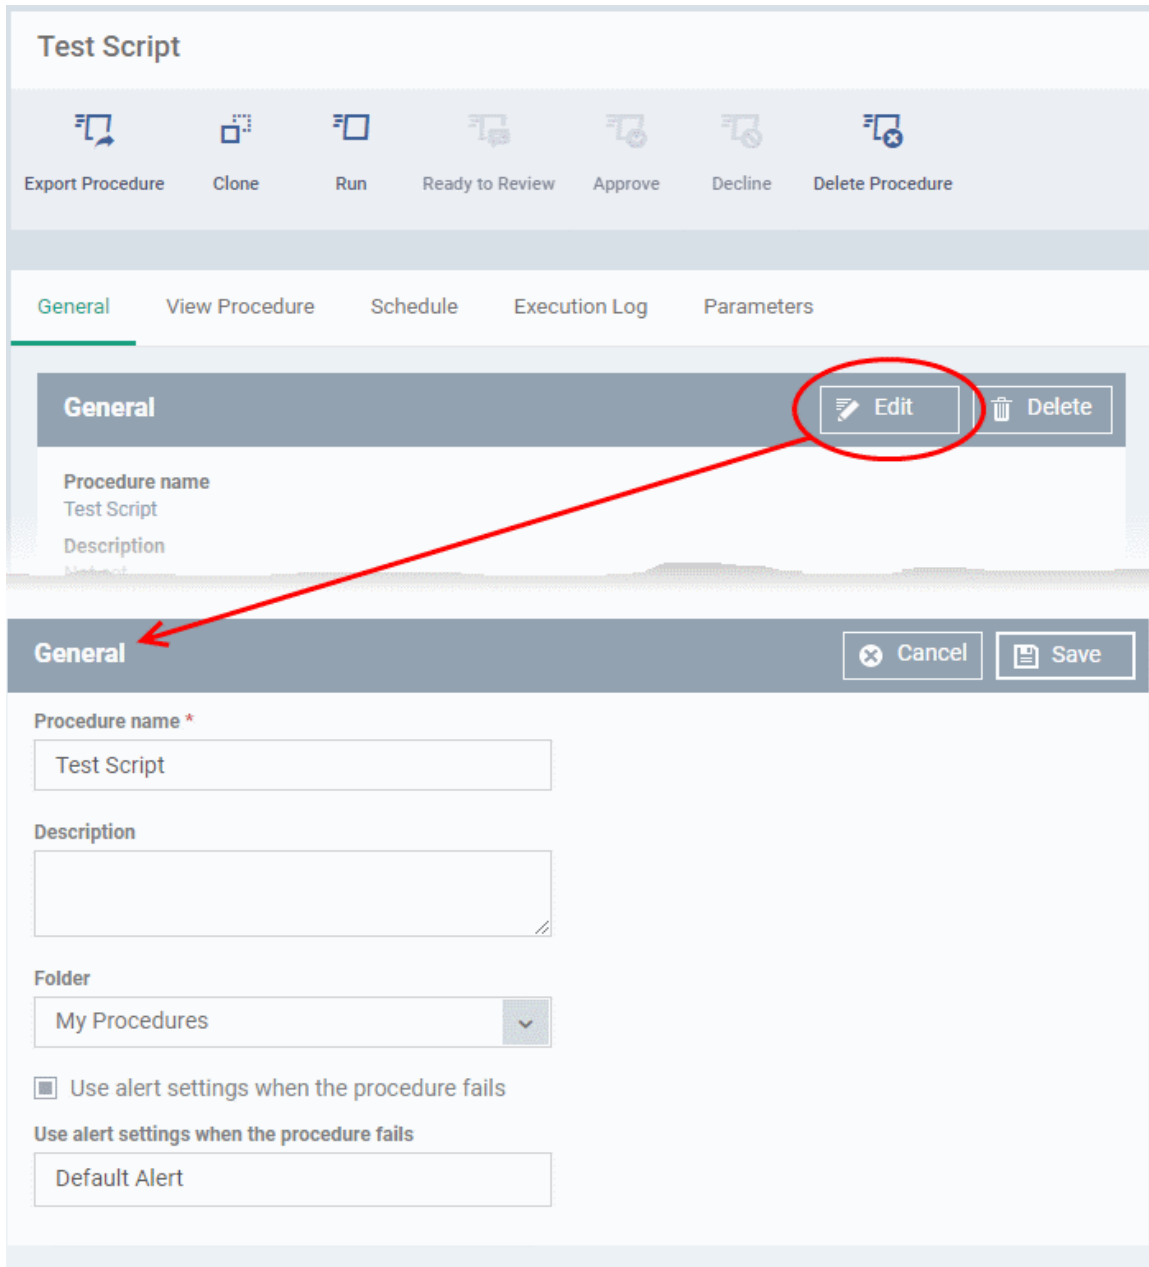 Test Script
Export Procedure Clone Run Ready to Review Approve Decline Delete Procedure
General View Procedure Schedule Execution Log Parameters
General Edit Delete
Procedure name
Test Script
Description
General Cancel Save
Procedure name *
Test Script
Description
Folder
My Procedures
Use alert settings when the procedure fails
Use alert settings when the procedure fails
Default Alert